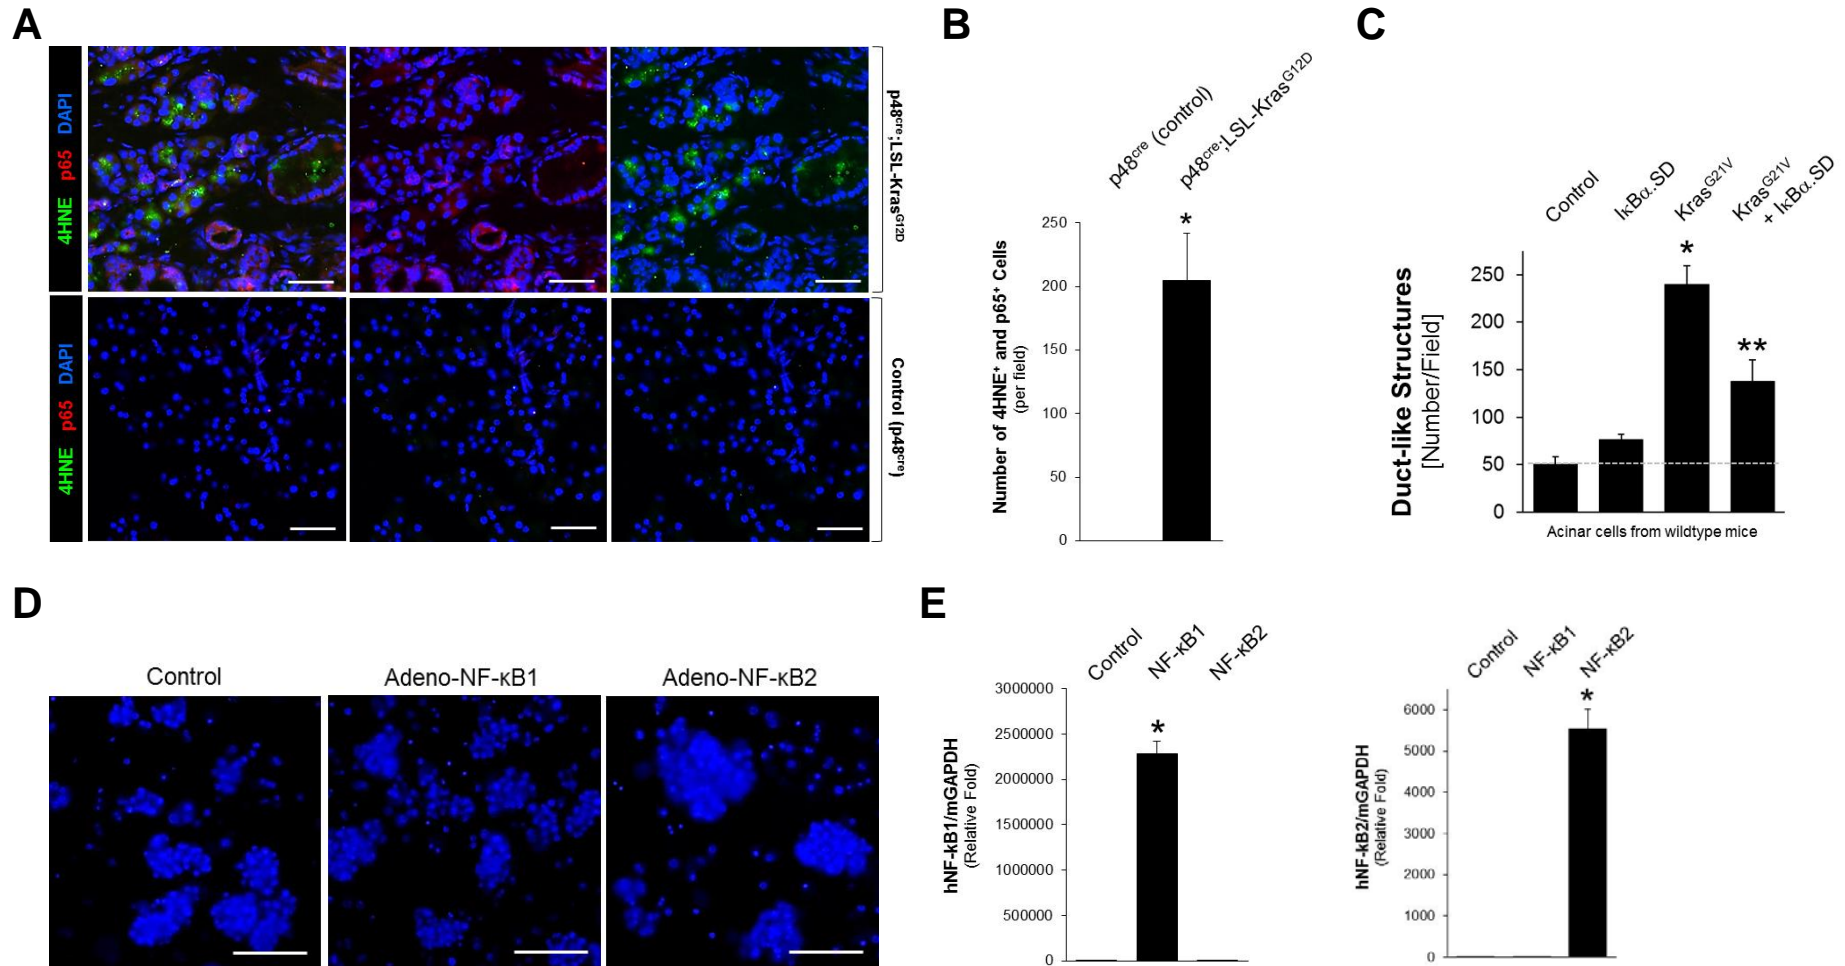 A
4HNE p65 DAPI
p48cre;LSL-KrasG12D
4HNE p65 DAPI
Control (p48cre)
B
p48cre (control)
p48cre;LSL-KrasG12D
Number of 4HNE+ and p65+ Cells
(per field)
250
200
150
100
50
0
*
C
Control
IκBα.SD
KrasG21V
KrasG21V
+ IκBα.SD
Duct-like Structures
[Number/Field]
250
200
150
100
50
0
*
**
Acinar cells from wildtype mice
D
Control
Adeno-NF-κB1
Adeno-NF-κB2
E
Control
NF-κB1
NF-κB2
hNF-kB1/mGAPDH
(Relative Fold)
3000000
2500000
2000000
1500000
1000000
500000
0
*
Control
NF-κB1
NF-κB2
hNF-kB2/mGAPDH
(Relative Fold)
6000
5000
4000
3000
2000
1000
0
*